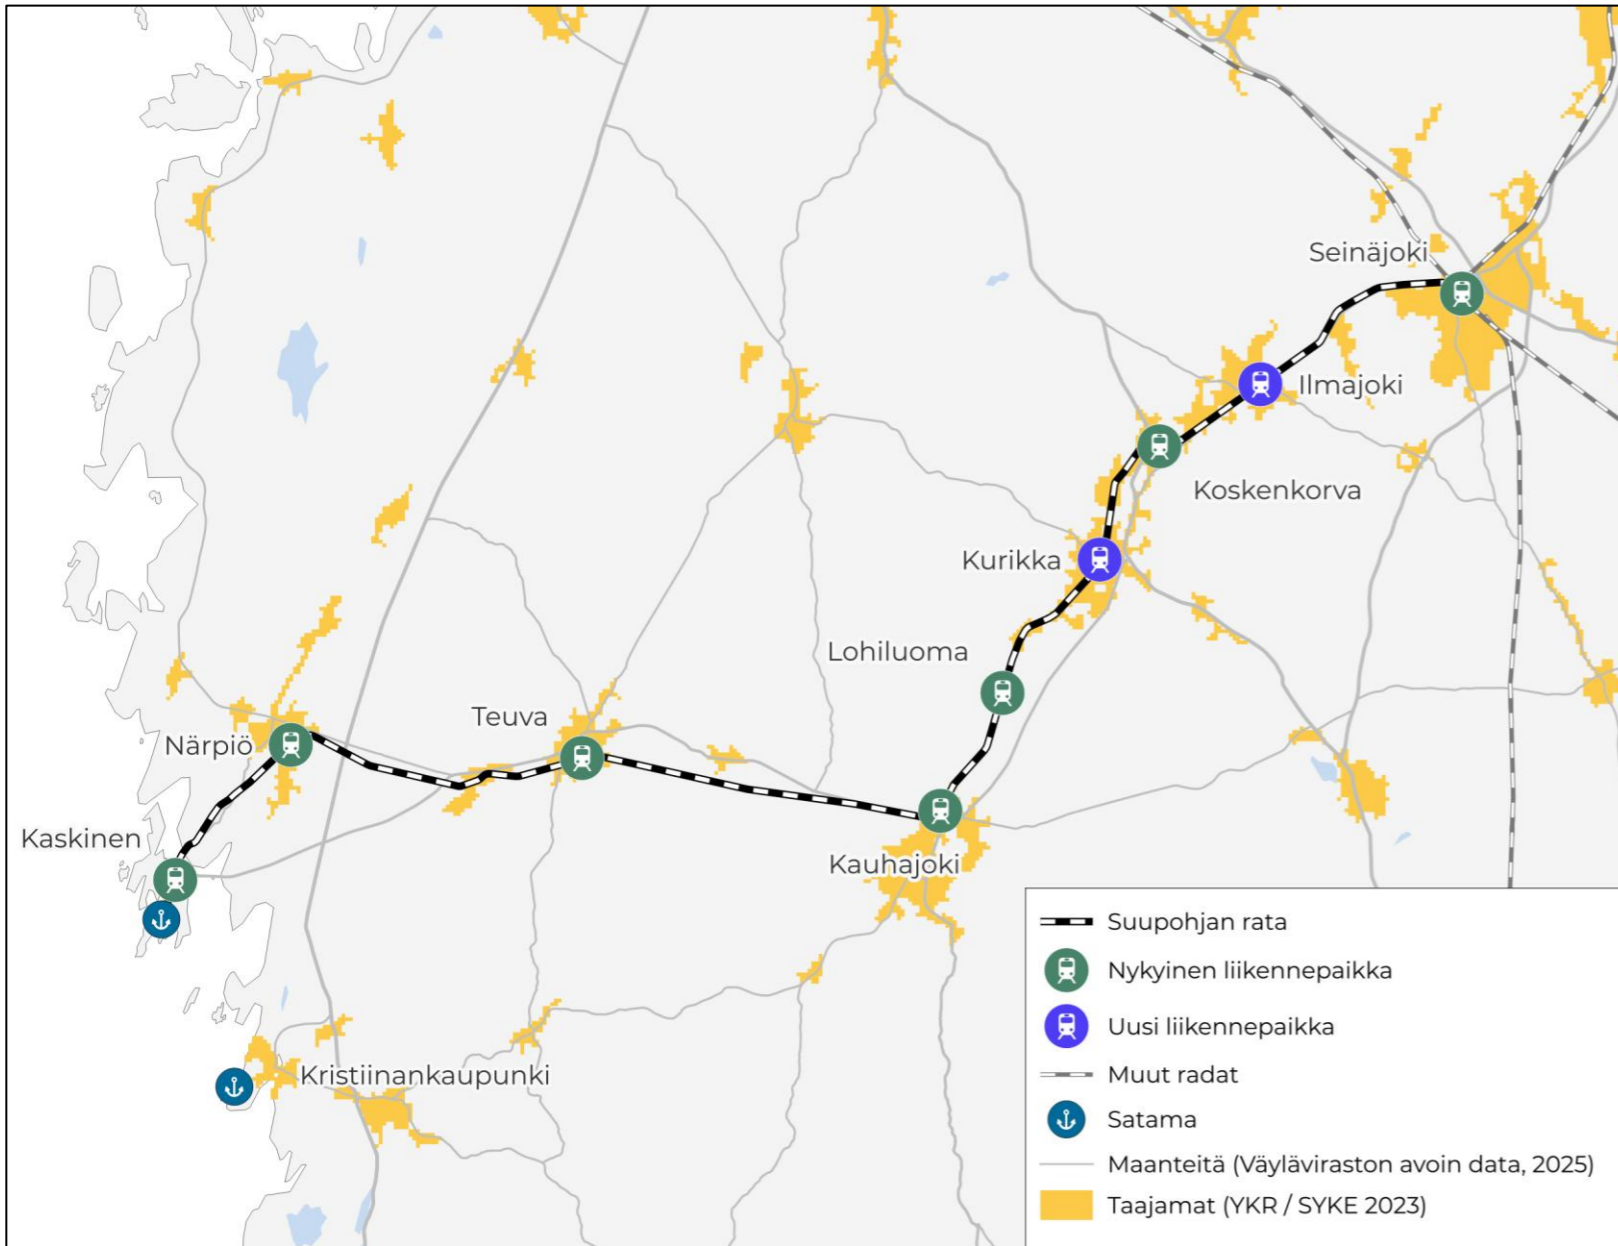 Seinäjoki
Ilmajoki
Koskenkorva
Kurikka
Lohiluoma
Teuva
Närpiö
Kaskinen
Kauhajoki
Kristiinankaupunki
Suupohjan rata
Nykyinen liikennepaikka
Uusi liikennepaikka
Muut radat
Satama
Maanteitä (Väyläviraston avoin data, 2025)
Taajamat (YKR / SYKE 2023)